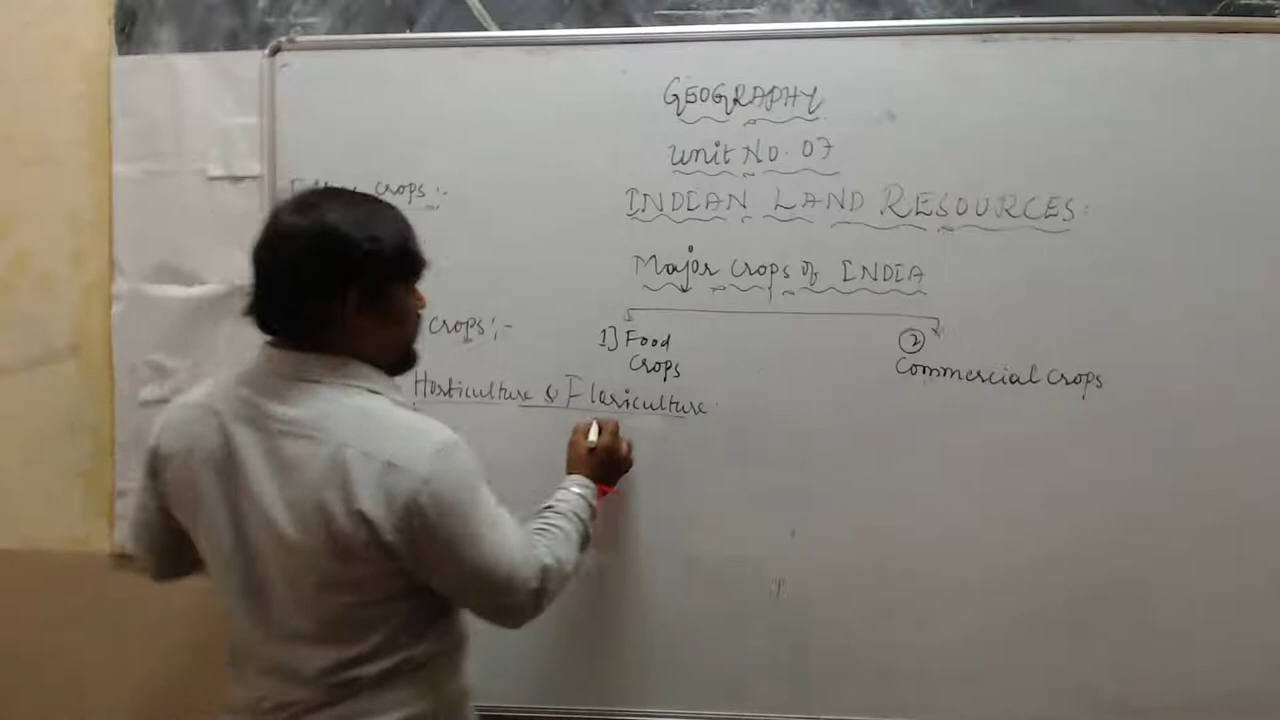 GEOGRAPHY
Unit No. 07
INDIAN LAND RESOURCES:
Major crops of INDIA
1] Food
crops
②
Commercial crops
crops :-
crops :-
Horticulture & Floriculture